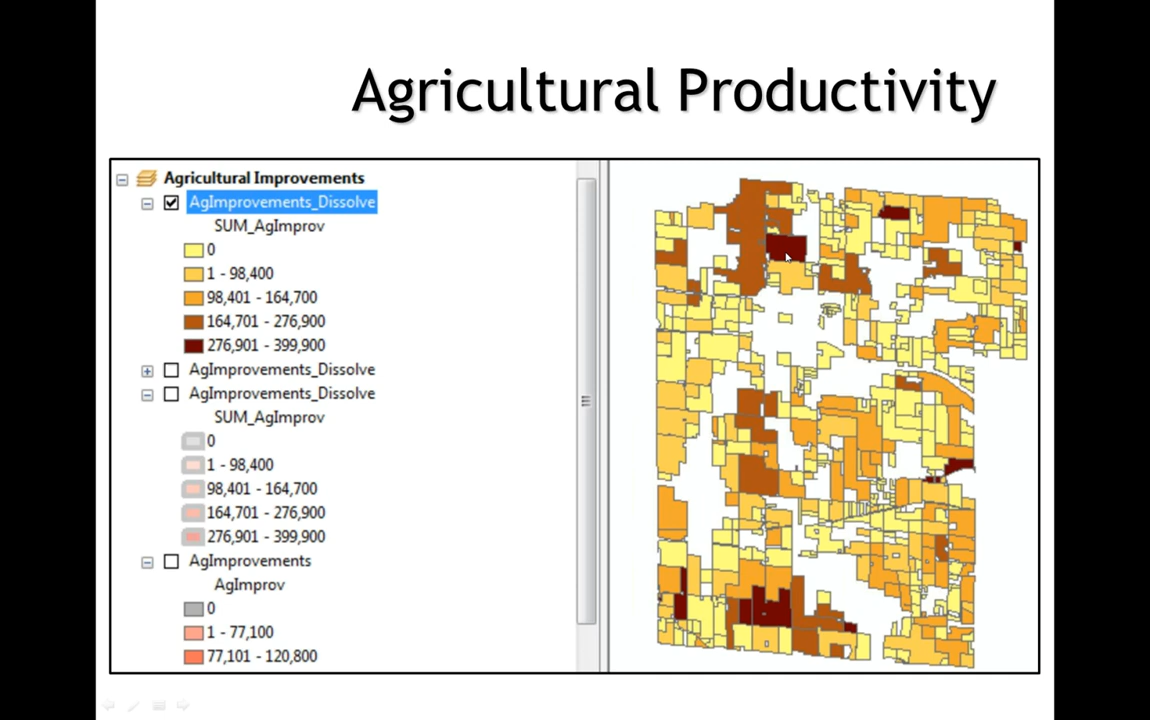 Agricultural Productivity
Agricultural Improvements
AgImprovements_Dissolve
SUM_AgImprov
0
1 - 98,400
98,401 - 164,700
164,701 - 276,900
276,901 - 399,900
AgImprovements_Dissolve
AgImprovements_Dissolve
SUM_AgImprov
0
1 - 98,400
98,401 - 164,700
164,701 - 276,900
276,901 - 399,900
AgImprovements
AgImprov
0
1 - 77,100
77,101 - 120,800